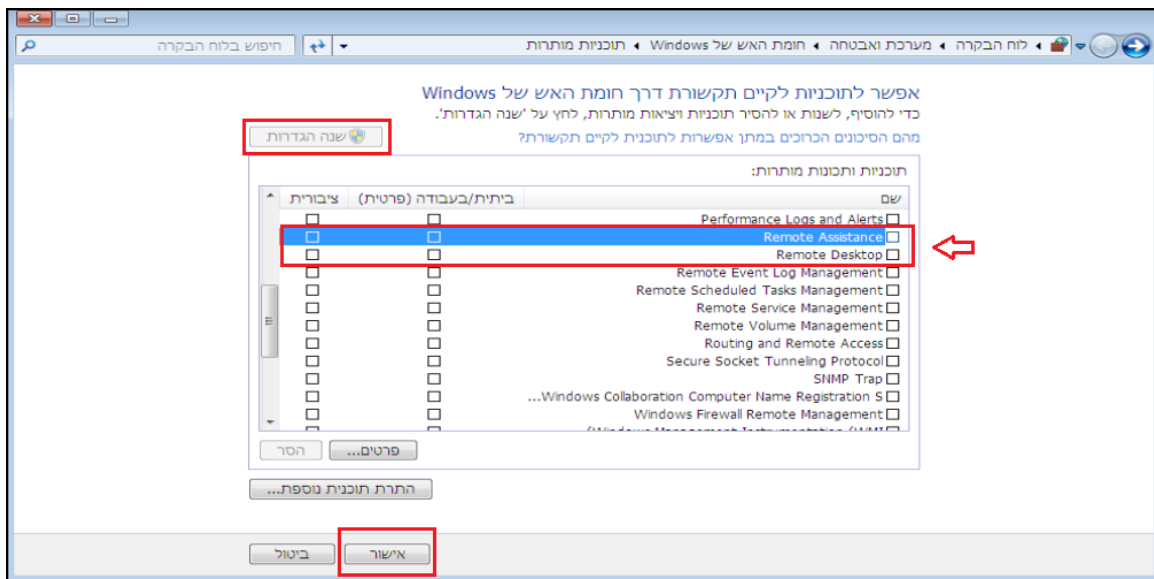 לוח הבקרה ‏ מערכת ואבטחה ‏ חומת האש של Windows ‏ תוכניות מותרות
חיפוש בלוח הבקרה
אפשר לתוכניות לקיים תקשורת דרך חומת האש של Windows
כדי להוסיף, לשנות או להסיר תוכניות ויציאות מותרות, לחץ על 'שנה הגדרות'.
מהם הסיכונים הכרוכים במתן אפשרות לתוכנית לקיים תקשורת?
שנה הגדרות
תוכניות ותכונות מותרות:
שם ביתית/בעבודה (פרטית) ציבורית
Performance Logs and Alerts
Remote Assistance
Remote Desktop
Remote Event Log Management
Remote Scheduled Tasks Management
Remote Service Management
Remote Volume Management
Routing and Remote Access
Secure Socket Tunneling Protocol
SNMP Trap
...Windows Collaboration Computer Name Registration S
Windows Firewall Remote Management
(Windows Management Instrumentation (WMI
פרטים... הסר
התרת תוכנית נוספת...
אישור ביטול